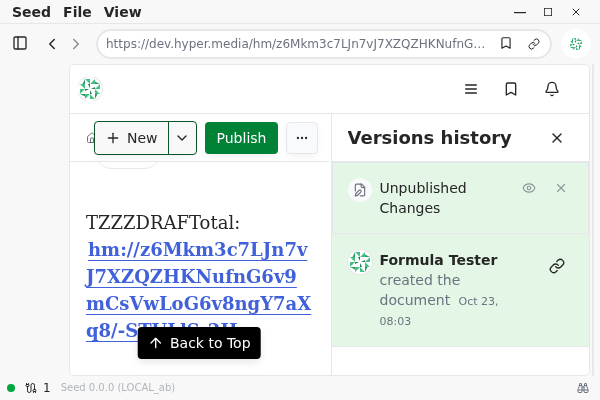 Seed File View
https://dev.hyper.media/hm/z6Mkm3c7LJn7vJ7XZQZHKNufnG...
New
Publish
Versions history
Unpublished
Changes
TZZZDRAFTotal:
hm://z6Mkm3c7LJn7v
J7XZQZHKNufnG6v9
mCsVwLoG6v8ngY7aX
q8/-
Back to Top
Formula Tester
created the
document Oct 23,
08:03
1 Seed 0.0.0 (LOCAL_ab)